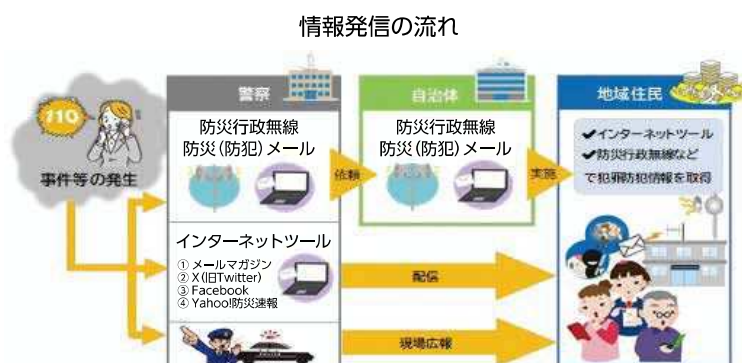 情報発信の流れ
110
事件等の発生
警察
防災行政無線
防災(防犯)メール
依頼
自治体
防災行政無線
防災(防犯)メール
実施
地域住民
✔インターネットツール
✔防災行政無線など
で犯罪防犯情報を取得
インターネットツール
① メールマガジン
② X(旧Twitter)
③ Facebook
④ Yahoo!防災速報
配信
現場広報